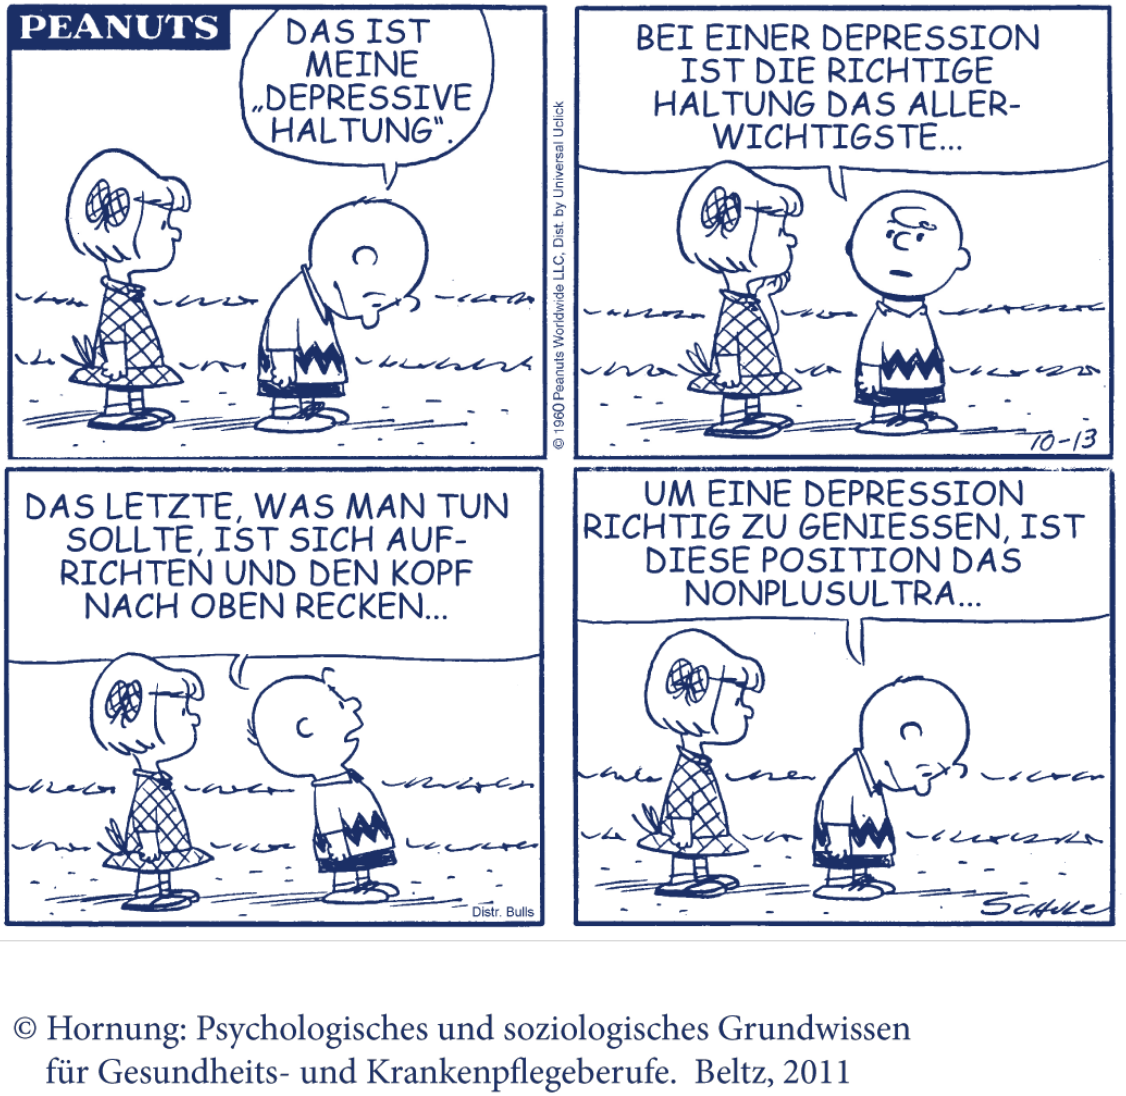 PEANUTS
DAS IST
MEINE
„DEPRESSIVE
HALTUNG“.
© 1960 Peanuts Worldwide LLC, Dist. by Universal Uclick
BEI EINER DEPRESSION
IST DIE RICHTIGE
HALTUNG DAS ALLER-
WICHTIGSTE...
10-13
DAS LETZTE, WAS MAN TUN
SOLLTE, IST SICH AUF-
RICHTEN UND DEN KOPF
NACH OBEN RECKEN...
Distr. Bulls
UM EINE DEPRESSION
RICHTIG ZU GENIESSEN, IST
DIESE POSITION DAS
NONPLUSULTRA...
SCHULZ
© Hornung: Psychologisches und soziologisches Grundwissen
für Gesundheits- und Krankenpflegeberufe. Beltz, 2011